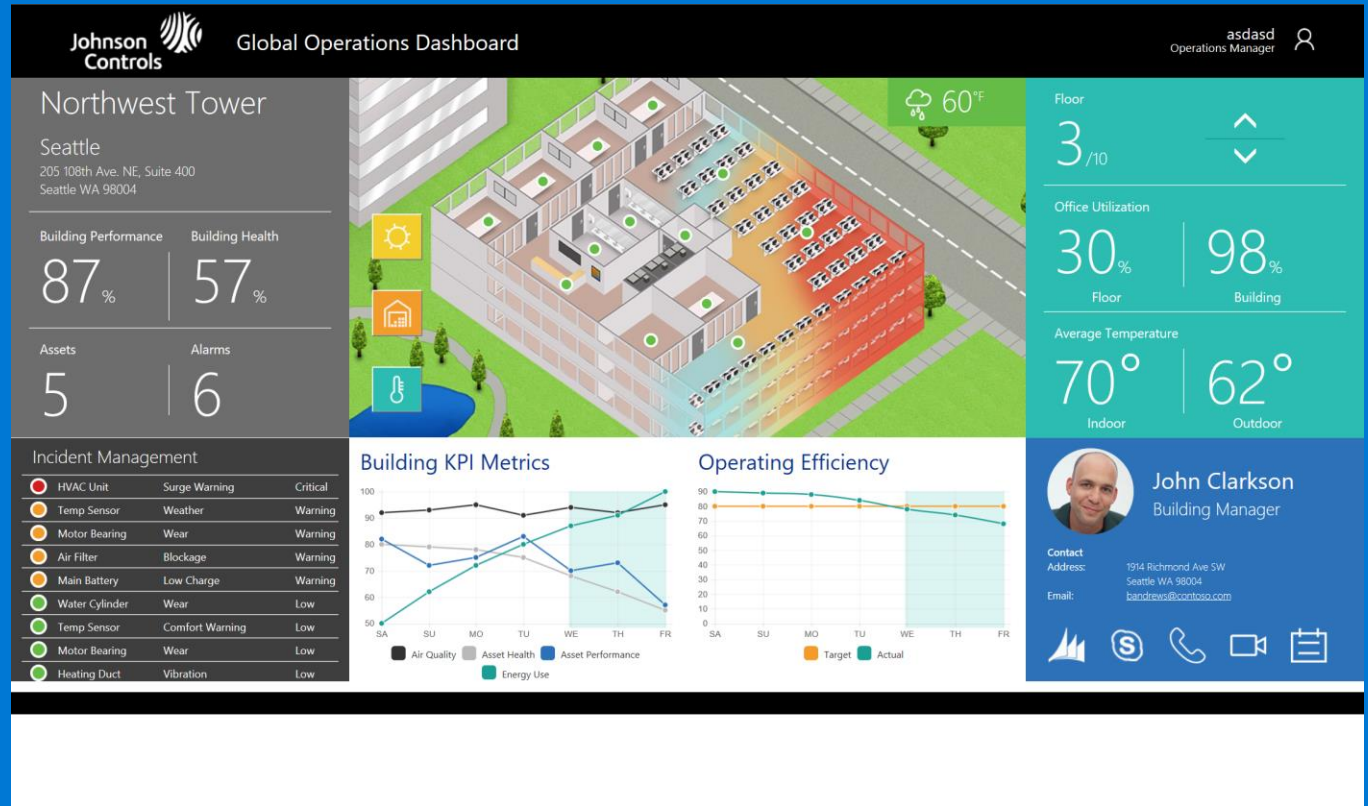 Johnson
Controls
Global Operations Dashboard
asdasd
Operations Manager
Northwest Tower
Seattle
205 108th Ave. NE, Suite 400
Seattle WA 98004
Building Performance Building Health
87% 57%
Assets Alarms
5 6
60°F
Floor
3/10
Office Utilization
30% 98%
Floor Building
Average Temperature
70° 62°
Indoor Outdoor
Incident Management
HVAC Unit Surge Warning Critical
Temp Sensor Weather Warning
Motor Bearing Wear Warning
Air Filter Blockage Warning
Main Battery Low Charge Warning
Water Cylinder Wear Low
Temp Sensor Comfort Warning Low
Motor Bearing Wear Low
Heating Duct Vibration Low
Building KPI Metrics
100
90
80
70
60
50
SA SU MO TU WE TH FR
Air Quality Asset Health Asset Performance
Energy Use
Operating Efficiency
90
80
70
60
50
40
30
20
10
0
SA SU MO TU WE TH FR
Target Actual
John Clarkson
Building Manager
Contact
Address: 1914 Richmond Ave SW
Seattle WA 98004
Email: bandrews@contoso.com
S